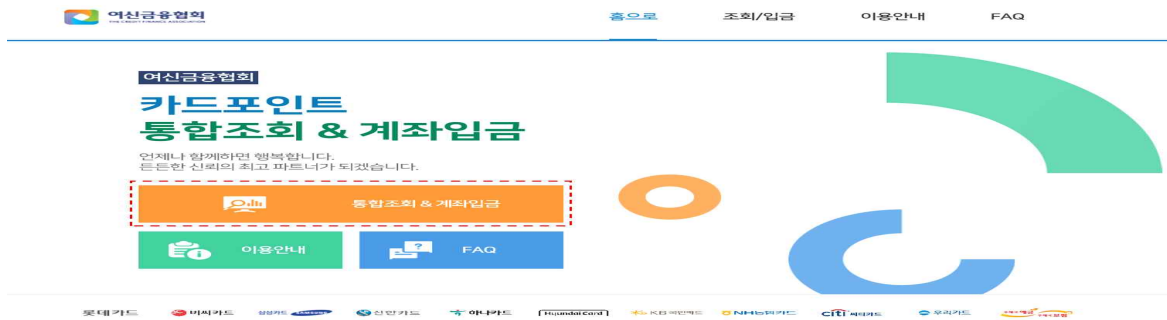 여신금융협회
THE CREDIT FINANCE ASSOCIATION
홈으로 조회/입금 이용안내 FAQ
여신금융협회
카드포인트
통합조회 & 계좌입금
언제나 함께하면 행복합니다.
든든한 신뢰의 최고 파트너가 되겠습니다.
통합조회 & 계좌입금
이용안내 FAQ
롯데카드 비씨카드 삼성카드 SAMSUNG 신한카드 하나카드 Hyundai Card KB 국민카드 NH농협카드 citi 씨티카드 우리카드